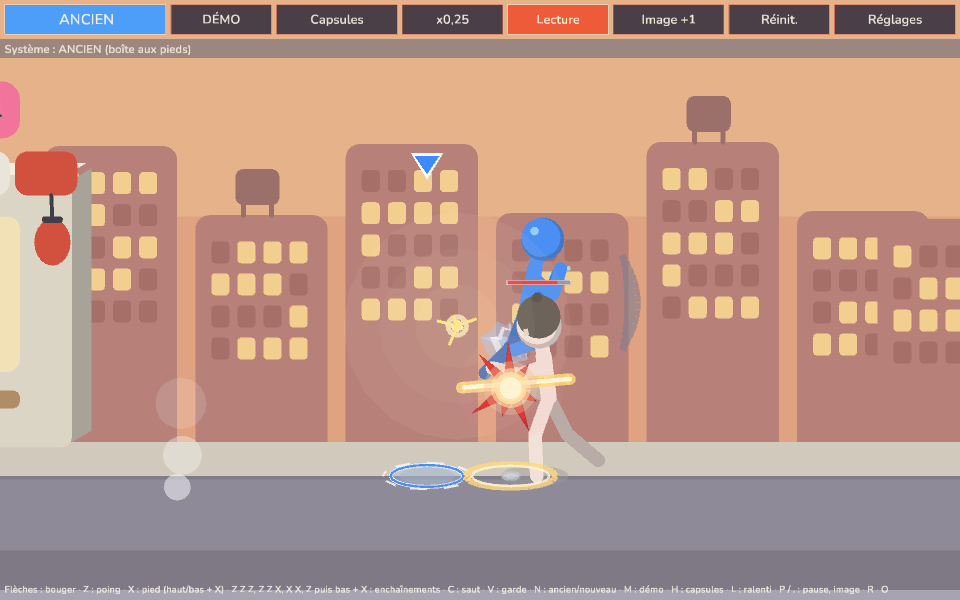 ANCIEN DÉMO Capsules x0,25 Lecture Image +1 Réinit. Réglages
Système : ANCIEN (boîte aux pieds)
Flèches : bouger · Z : poing · X : pied (haut/bas + X) · Z Z Z, Z Z X, X X, Z puis bas + X : enchaînements · C : saut · V : garde · N : ancien/nouveau · M : démo · H : capsules · L : ralenti · P / . : pause, image · R · O